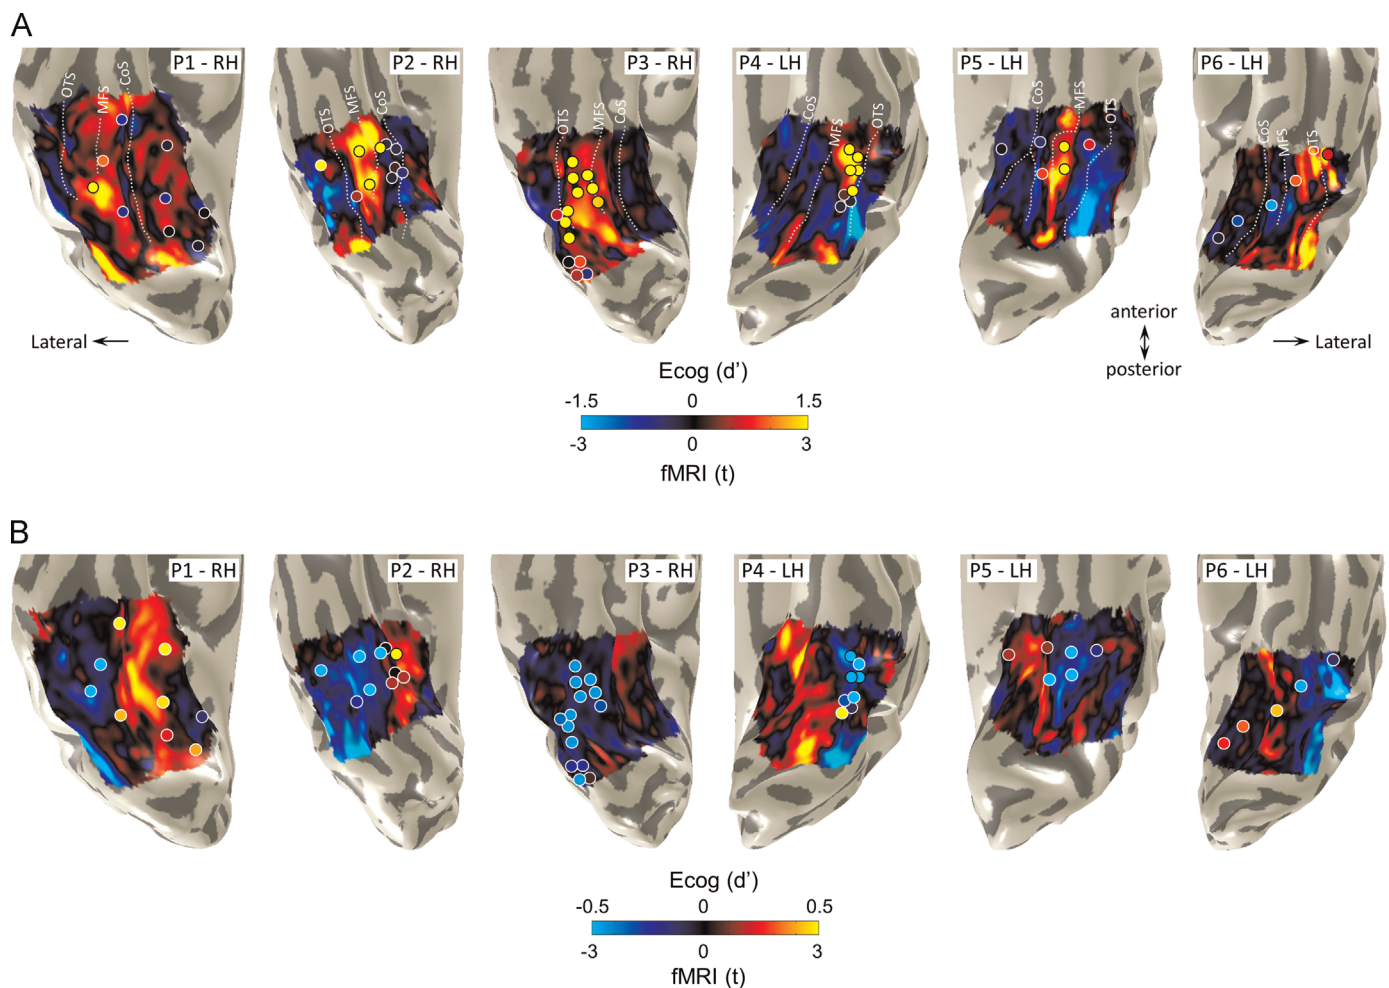 A
P1 - RH
P2 - RH
P3 - RH
P4 - LH
P5 - LH
P6 - LH
OTS
MFS
CoS
OTS
MFS
CoS
OTS
MFS
CoS
CoS
MFS
OTS
CoS
MFS
OTS
CoS
MFS
OTS
Lateral
anterior
posterior
Lateral
Ecog (d’)
-1.5 0 1.5
-3 0 3
fMRI (t)
B
P1 - RH
P2 - RH
P3 - RH
P4 - LH
P5 - LH
P6 - LH
Ecog (d’)
-0.5 0 0.5
-3 0 3
fMRI (t)